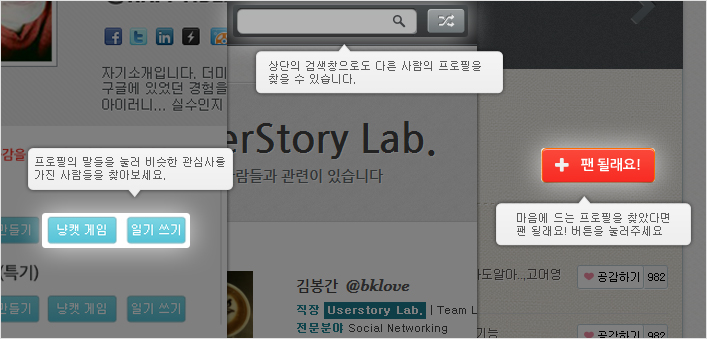 상단의 검색창으로도 다른 사람의 프로필을
찾을 수 있습니다.
자기소개입니다. 더미
구글에 있었던 경험을
아이러니... 실수인지
감을
프로필의 말들을 눌러 비슷한 관심사를
가진 사람들을 찾아보세요.
erStory Lab.
람들과 관련이 있습니다
팬 될래요!
마음에 드는 프로필을 찾았다면
팬 될래요! 버튼을 눌러주세요
만들기
냥캣 게임
일기 쓰기
(특기)
만들기
냥캣 게임
일기 쓰기
김봉간 @bklove
직장 Userstory Lab. | Team L
전문분야 Social Networking
도알아..,고어영
공감하기 982
기능
공감하기 982